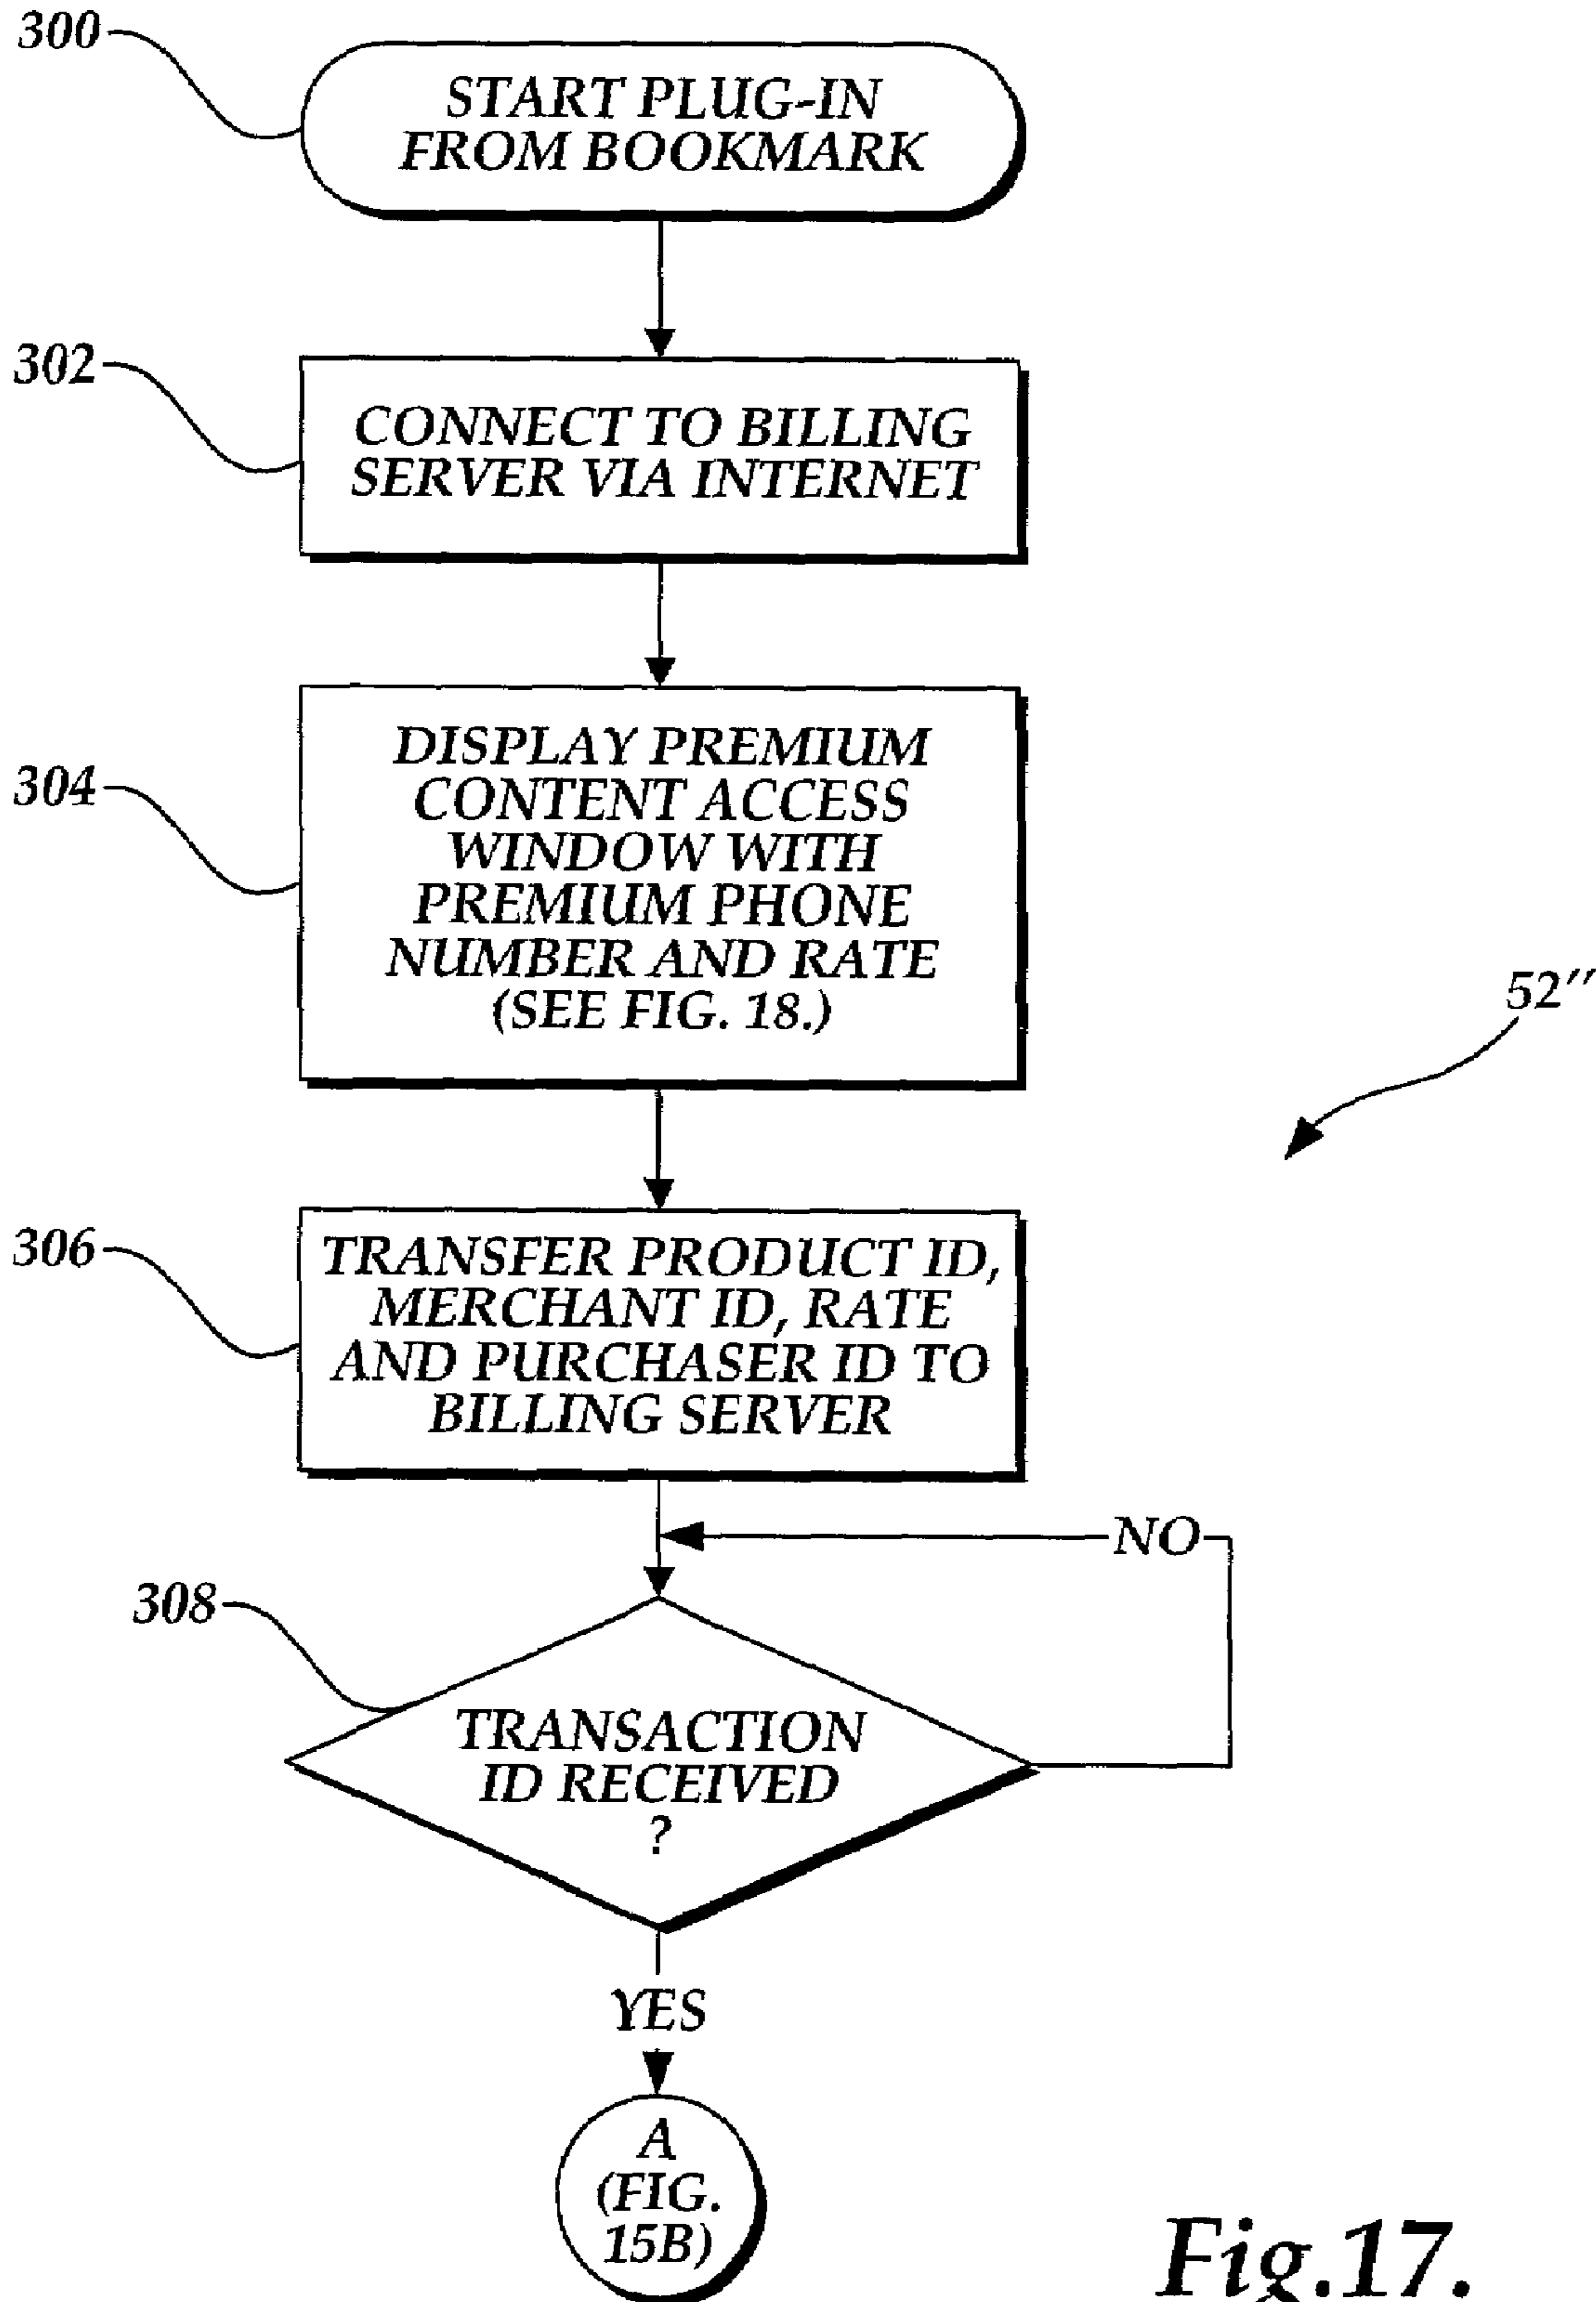 300
START PLUG-IN
FROM BOOKMARK
302
CONNECT TO BILLING
SERVER VIA INTERNET
304
DISPLAY PREMIUM
CONTENT ACCESS
WINDOW WITH
PREMIUM PHONE
NUMBER AND RATE
(SEE FIG. 18.)
52″
306
TRANSFER PRODUCT ID,
MERCHANT ID, RATE
AND PURCHASER ID TO
BILLING SERVER
NO
308
TRANSACTION
ID RECEIVED
?
YES
A
(FIG.
15B)
Fig.17.